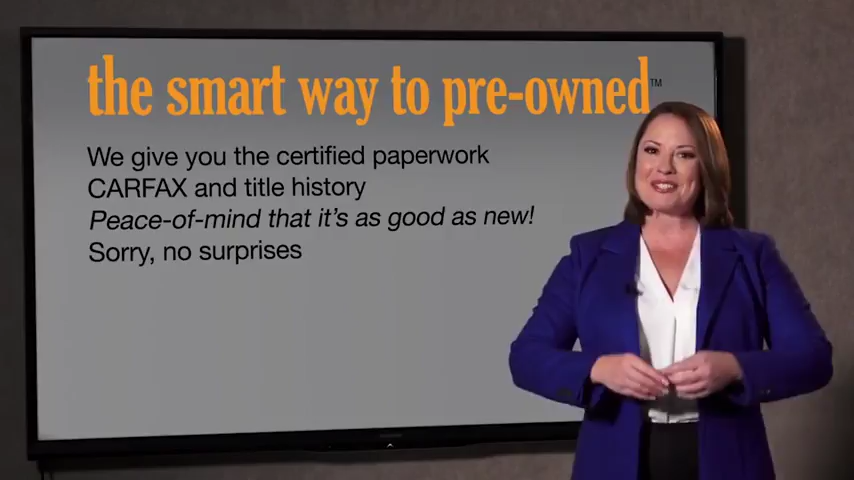 the smart way to pre-owned™
We give you the certified paperwork
CARFAX and title history
Peace-of-mind that it's as good as new!
Sorry, no surprises